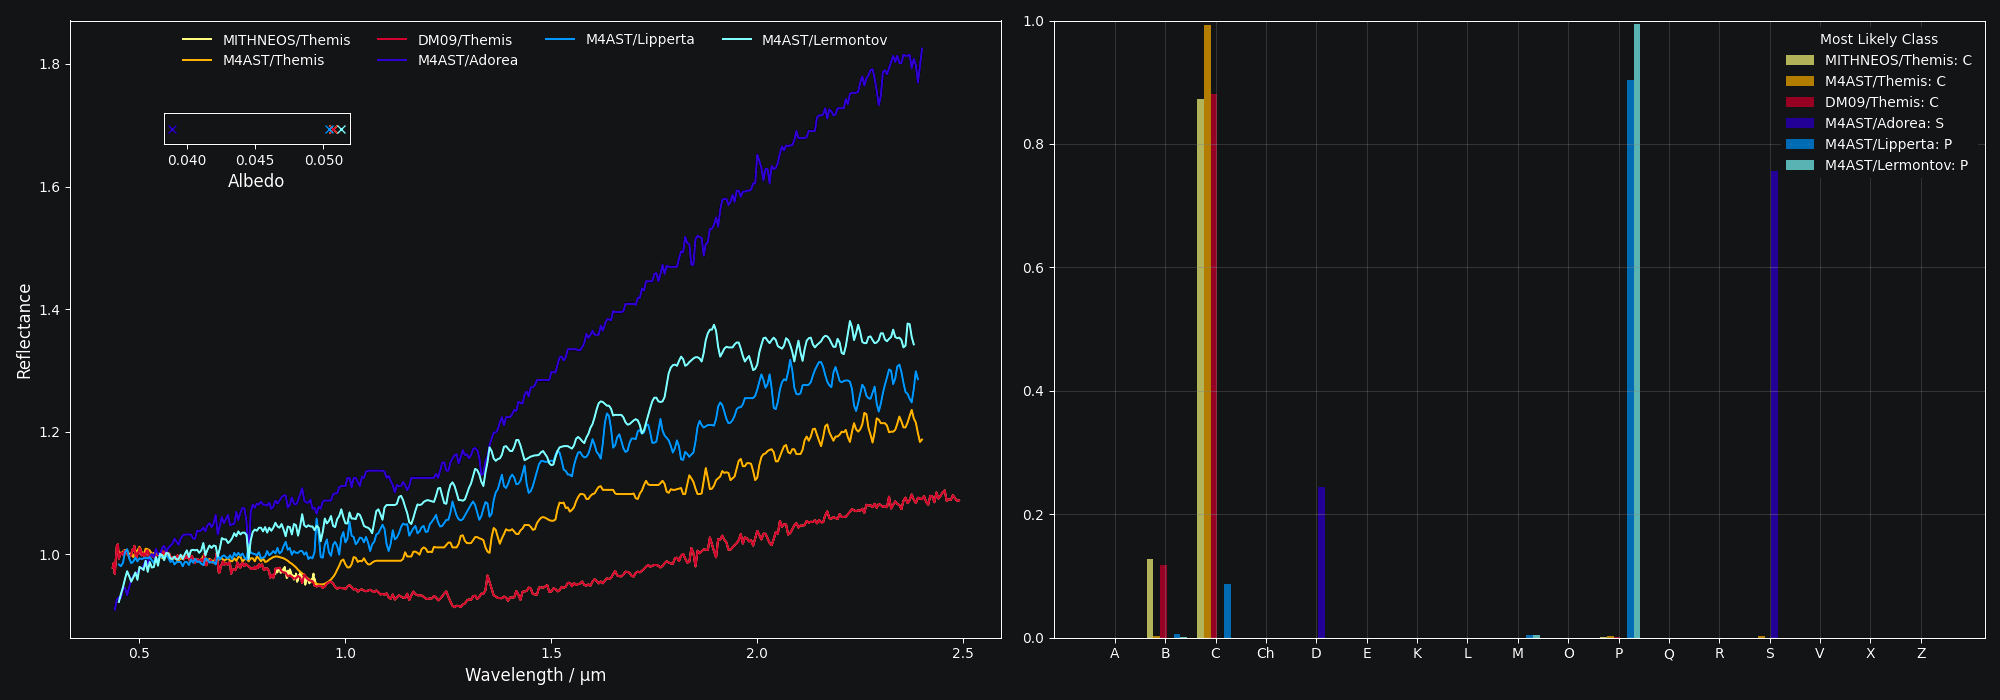 MITHNEOS/Themis
M4AST/Themis
DM09/Themis
M4AST/Adorea
M4AST/Lipperta
M4AST/Lermontov
0.040 0.045 0.050
Albedo
1.8
1.6
1.4
1.2
1.0
Reflectance
0.5 1.0 1.5 2.0 2.5
Wavelength / μm
1.0
0.8
0.6
0.4
0.2
0.0
Most Likely Class
MITHNEOS/Themis: C
M4AST/Themis: C
DM09/Themis: C
M4AST/Adorea: S
M4AST/Lipperta: P
M4AST/Lermontov: P
A B C Ch D E K L M O P Q R S V X Z